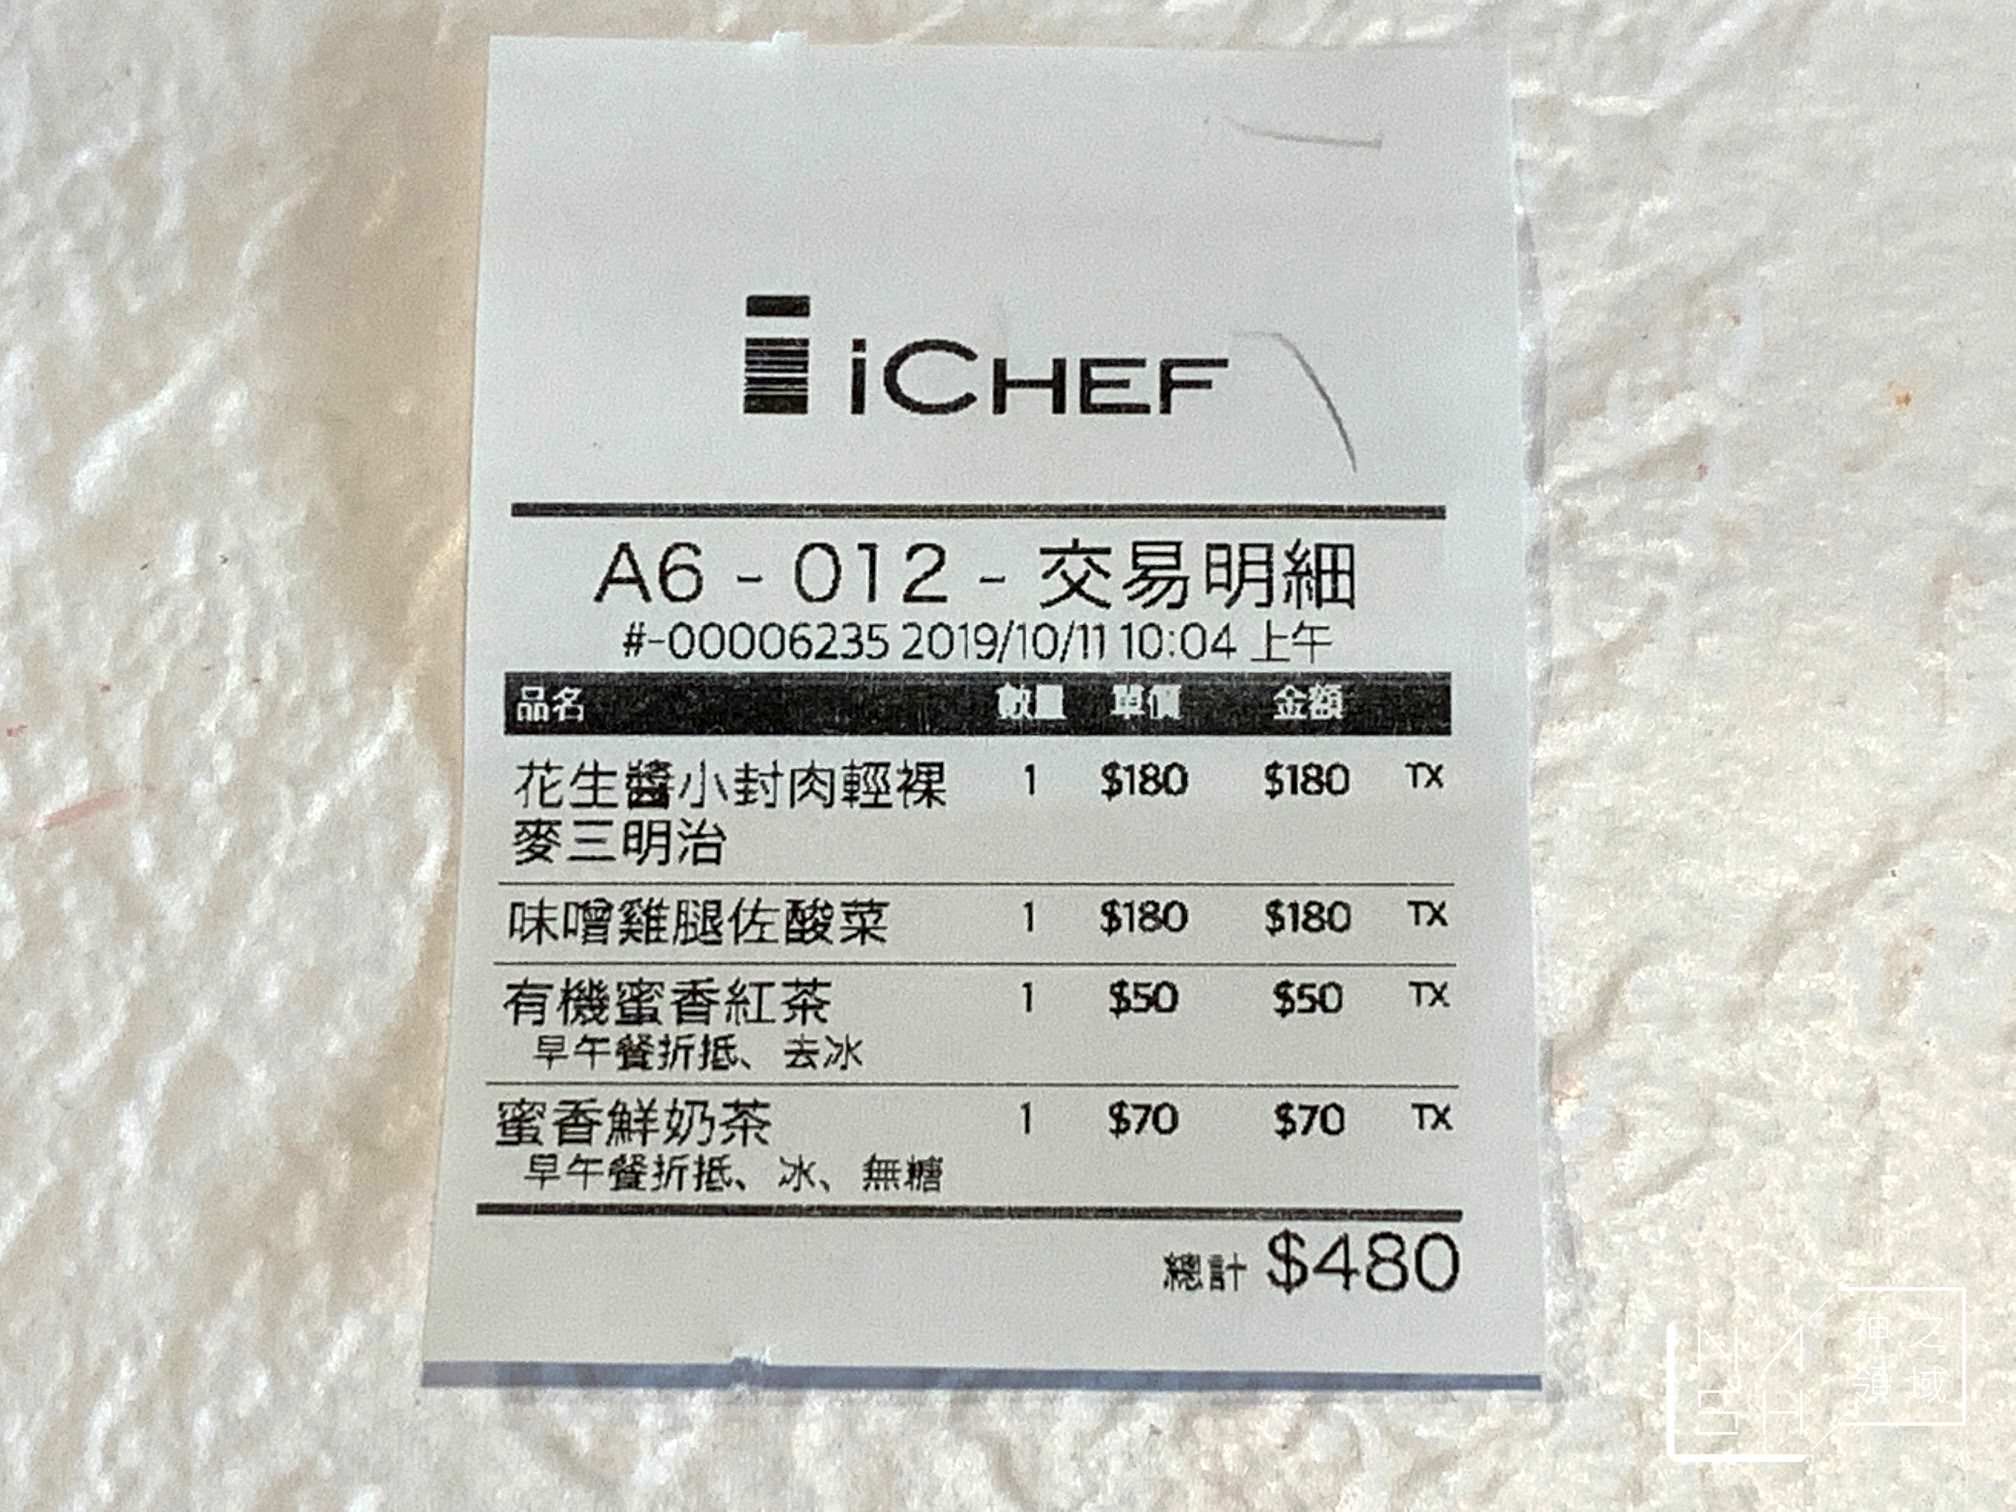 iCHEF
A6 - 012 - 交易明細
#-00006235 2019/10/11 10:04 上午
品名 數量 單價 金額
花生醬小封肉輕裸 1 $180 $180 TX
麥三明治
味噌雞腿佐酸菜 1 $180 $180 TX
有機蜜香紅茶 1 $50 $50 TX
早午餐折抵、去冰
蜜香鮮奶茶 1 $70 $70 TX
早午餐折抵、冰、無糖
總計 $480
神之
領域